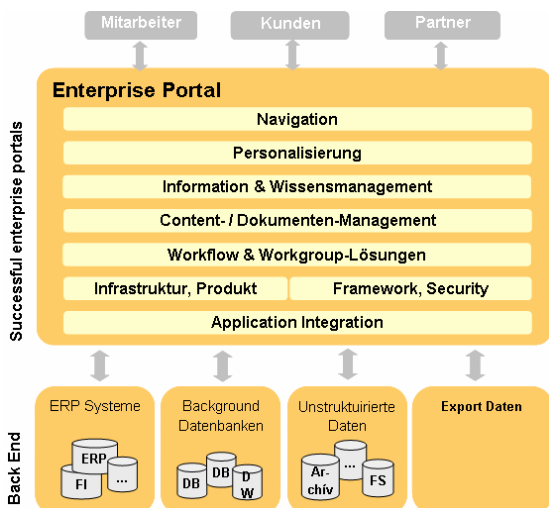 Mitarbeiter
Kunden
Partner
Successful enterprise portals
Enterprise Portal
Navigation
Personalisierung
Information & Wissensmanagement
Content- / Dokumenten-Management
Workflow & Workgroup-Lösungen
Infrastruktur, Produkt
Framework, Security
Application Integration
Back End
ERP Systeme
ERP
FI
...
Background
Datenbanken
DB
DB
D
W
Unstruktuirierte
Daten
Ar-
chív
...
FS
Export Daten